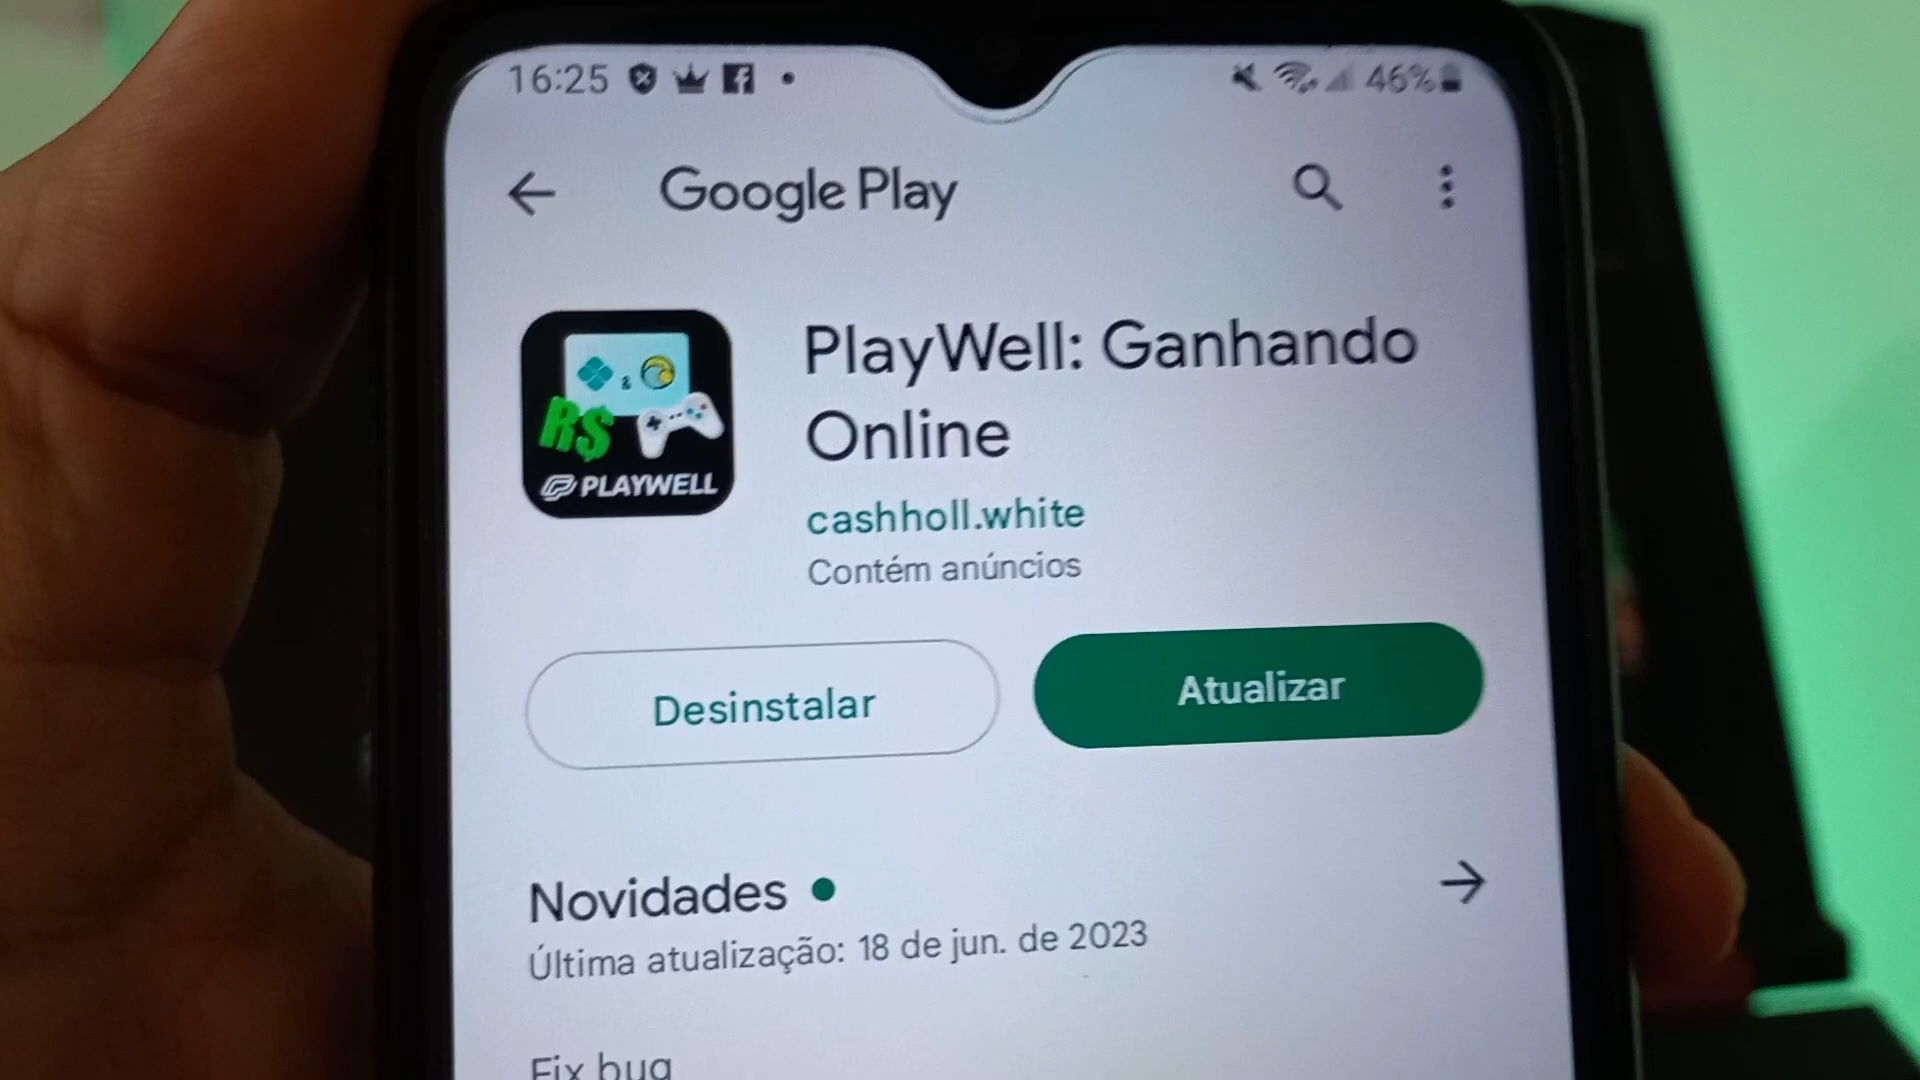 16:25
46%
Google Play
R$
PLAYWELL
PlayWell: Ganhando
Online
cashholl.white
Contém anúncios
Desinstalar
Atualizar
Novidades
Última atualização: 18 de jun. de 2023
Fix bug